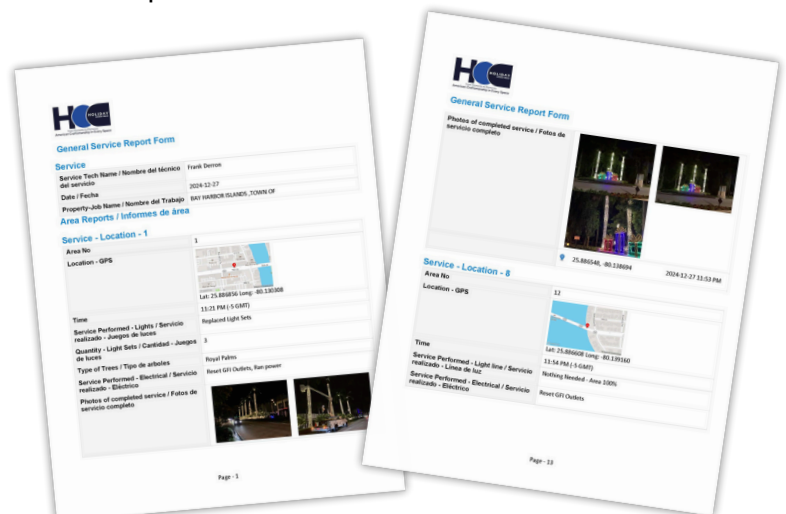 HCC
HOLIDAY
General Service Report Form
Service
Service Tech Name / Nombre del técnico
del servicio
Frank Derose
Date / Fecha
2024-12-27
Property-Job Name / Nombre del Trabajo
BAY HARBOR ISLANDS ,TOWN OF
Area Reports / Informes de área
Service - Location - 1
Area No
1
Location - GPS
Lat: 25.886856 Long: -80.130308
Time
11:21 PM (-5 GMT)
Service Performed - Lights / Servicio
realizado - Juegos de luces
Replaced Light Sets
Quantity - Light Sets / Cantidad - Juegos
de luces
3
Type of Trees / Tipo de arboles
Royal Palms
Service Performed - Electrical / Servicio
realizado - Eléctrico
Reset GFI Outlets, Ran power
Photos of completed service / Fotos de
servicio completo
Page - 1
HCC
HOLIDAY
General Service Report Form
Photos of completed service / Fotos de
servicio completo
25.886548, -80.138694
2024-12-27 11:53 PM
Service - Location - 8
Area No
12
Location - GPS
Lat: 25.886608 Long: -80.139160
Time
11:54 PM (-5 GMT)
Service Performed - Light line / Servicio
realizado - Linea de luz
Nothing Needed - Area 100%
Service Performed - Electrical / Servicio
realizado - Eléctrico
Reset GFI Outlets
Page - 13